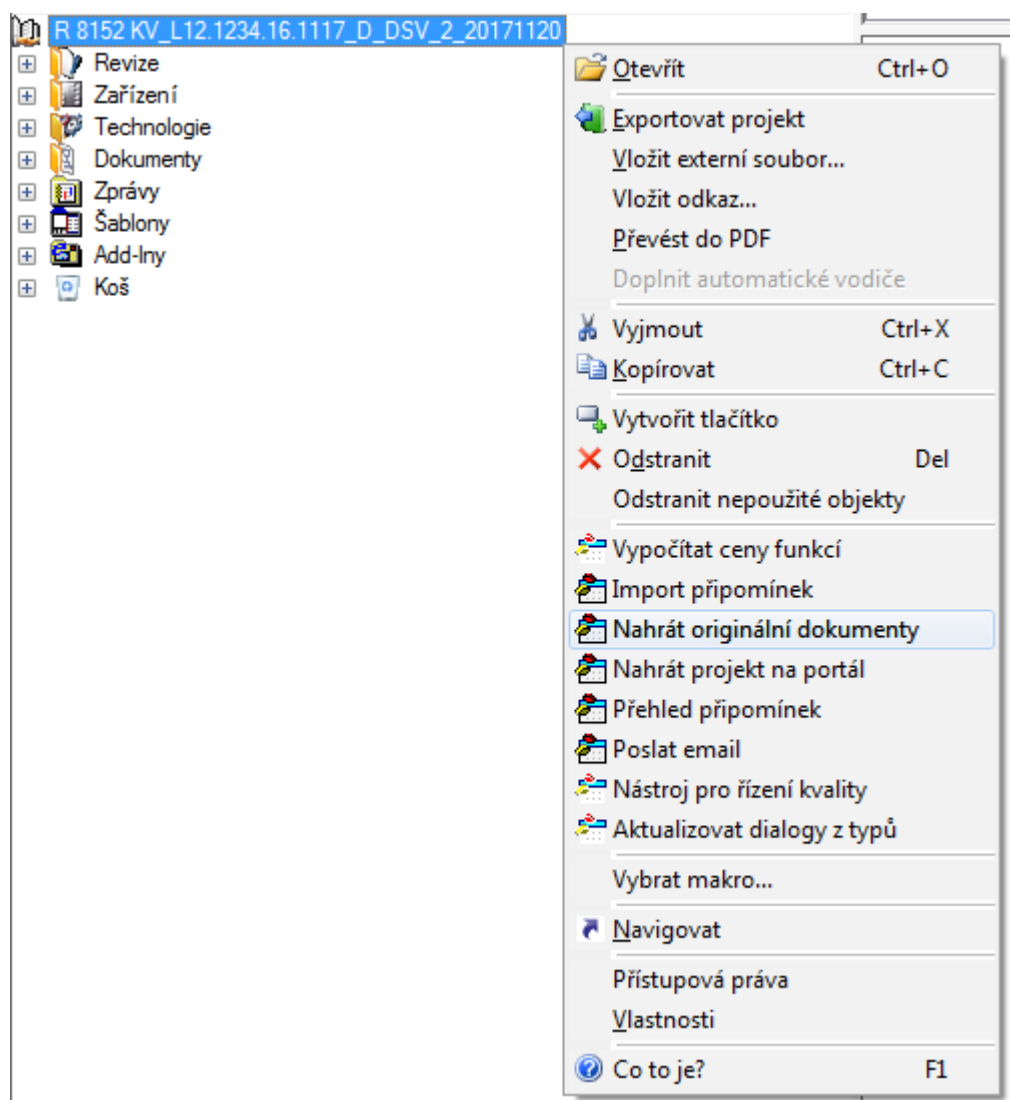 R 8152 KV_L12.1234.16.1117_D_DSV_2_20171120
Revize
Zařízení
Technologie
Dokumenty
Zprávy
Šablony
Add-Iny
Koš
Otevřít Ctrl+O
Exportovat projekt
Vložit externí soubor...
Vložit odkaz...
Převést do PDF
Doplnit automatické vodiče
Vyjmout Ctrl+X
Kopírovat Ctrl+C
Vytvořit tlačítko
Odstranit Del
Odstranit nepoužité objekty
Vypočítat ceny funkcí
Import připomínek
Nahrát originální dokumenty
Nahrát projekt na portál
Přehled připomínek
Poslat email
Nástroj pro řízení kvality
Aktualizovat dialogy z typů
Vybrat makro...
Navigovat
Přístupová práva
Vlastnosti
Co to je? F1